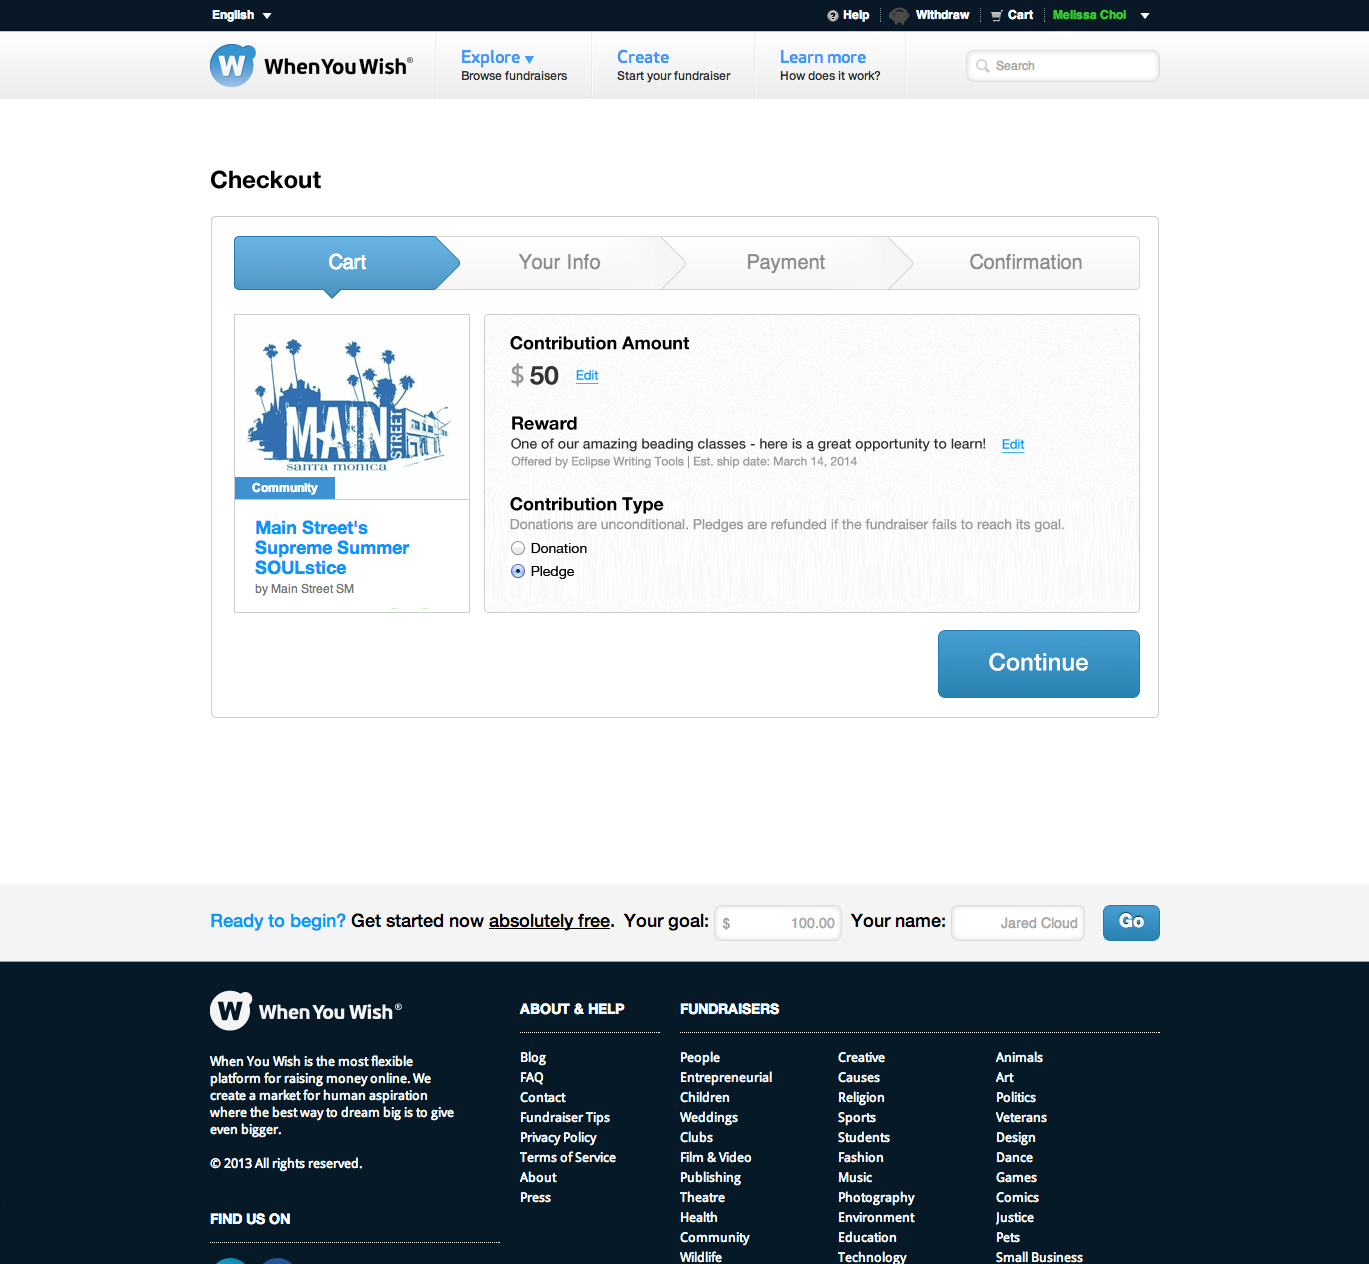 English
Help
Withdraw
Cart
Melissa Choi
W When You Wish®
Explore
Browse fundraisers
Create
Start your fundraiser
Learn more
How does it work?
Search
Checkout
Cart
Your Info
Payment
Confirmation
MAIN STREET
santa monica
Community
Main Street's
Supreme Summer
SOULstice
by Main Street SM
Contribution Amount
$ 50 Edit
Reward
One of our amazing beading classes - here is a great opportunity to learn! Edit
Offered by Eclipse Writing Tools | Est. ship date: March 14, 2014
Contribution Type
Donations are unconditional. Pledges are refunded if the fundraiser fails to reach its goal.
Donation
Pledge
Continue
Ready to begin? Get started now absolutely free. Your goal: $ 100.00 Your name: Jared Cloud Go
W When You Wish®
When You Wish is the most flexible
platform for raising money online. We
create a market for human aspiration
where the best way to dream big is to give
even bigger.
© 2013 All rights reserved.
FIND US ON
ABOUT & HELP
Blog
FAQ
Contact
Fundraiser Tips
Privacy Policy
Terms of Service
About
Press
FUNDRAISERS
People
Entrepreneurial
Children
Weddings
Clubs
Film & Video
Publishing
Theatre
Health
Community
Wildlife
Creative
Causes
Religion
Sports
Students
Fashion
Music
Photography
Environment
Education
Technology
Animals
Art
Politics
Veterans
Design
Dance
Games
Comics
Justice
Pets
Small Business